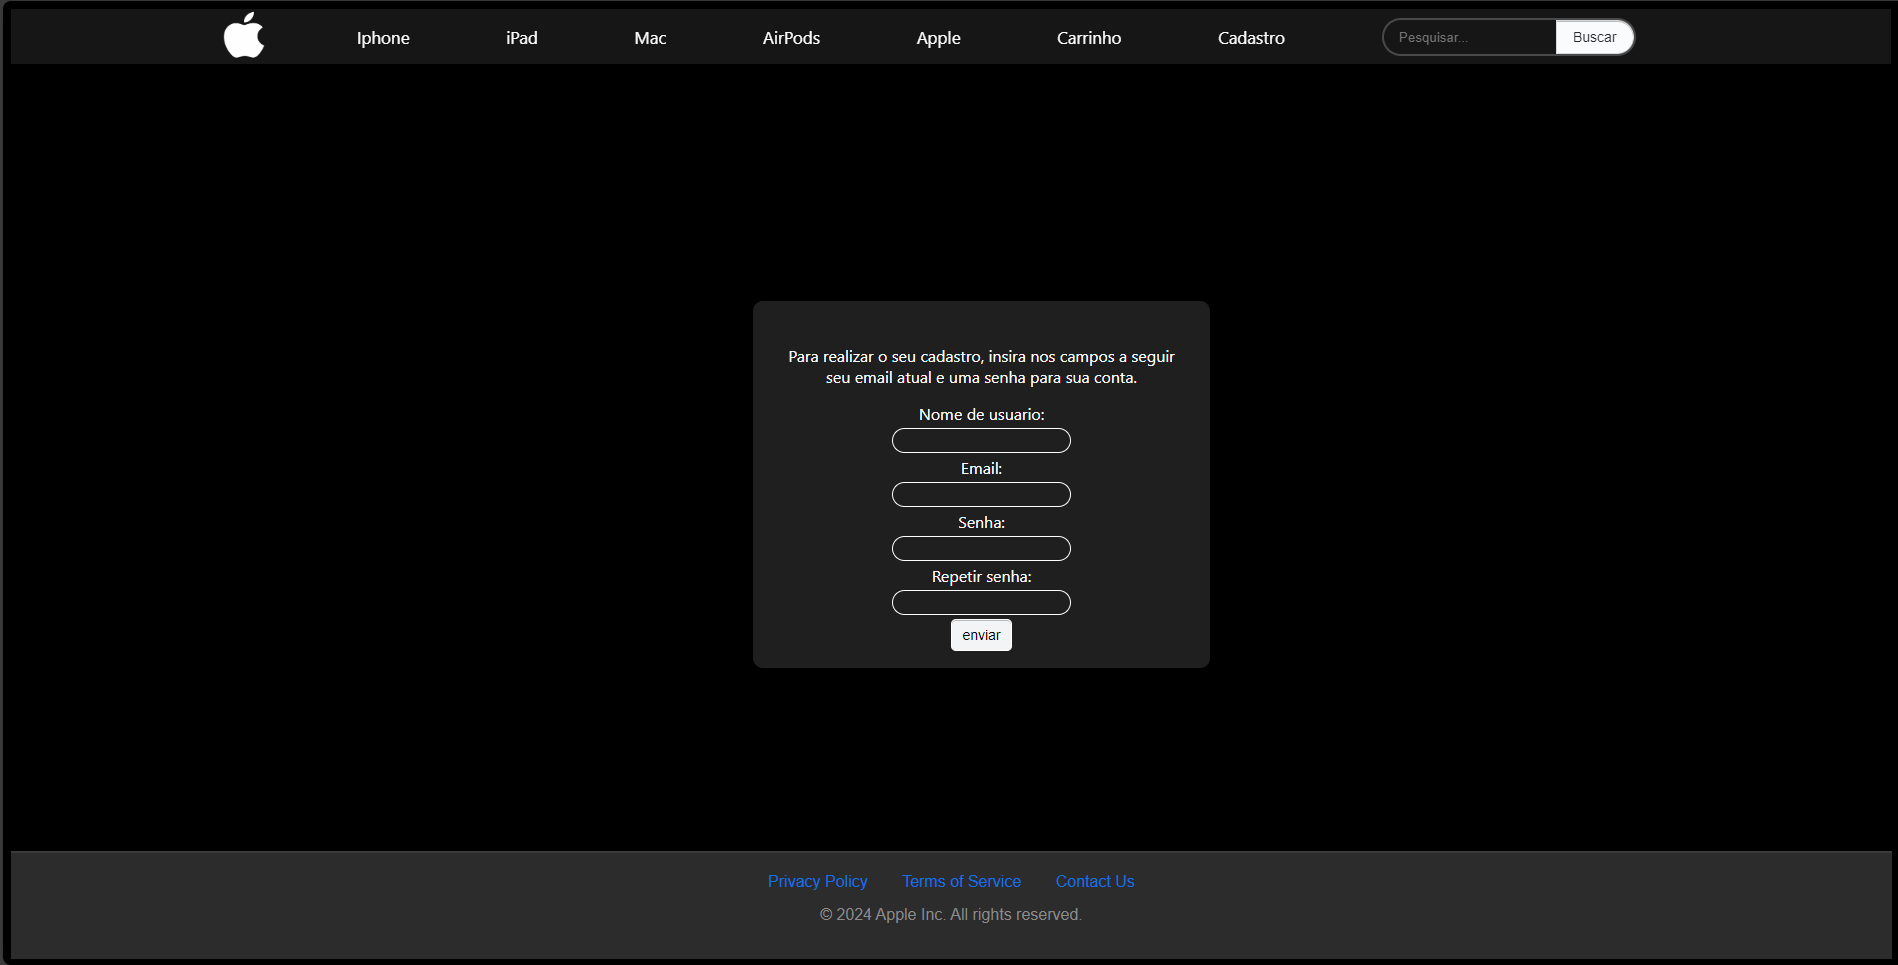 Iphone iPad Mac AirPods Apple Carrinho Cadastro Pesquisar... Buscar
Para realizar o seu cadastro, insira nos campos a seguir
seu email atual e uma senha para sua conta.
Nome de usuario:
Email:
Senha:
Repetir senha:
enviar
Privacy Policy Terms of Service Contact Us
© 2024 Apple Inc. All rights reserved.